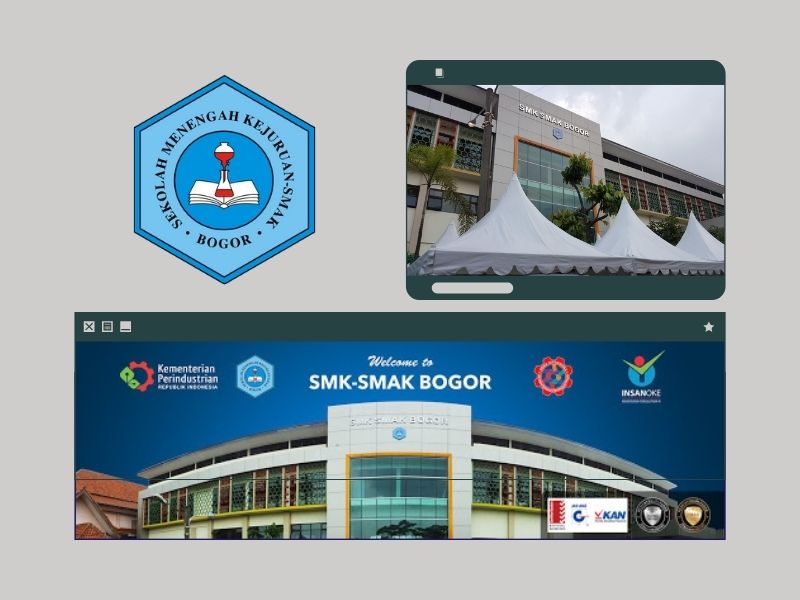 SEKOLAH MENENGAH KEJURUAN-SMAK
• BOGOR •
SMK-SMAK BOGOR
Kementerian
Perindustrian
REPUBLIK INDONESIA
Welcome to
SMK-SMAK BOGOR
INSANOKE
SMK-SMAK BOGOR
KAN